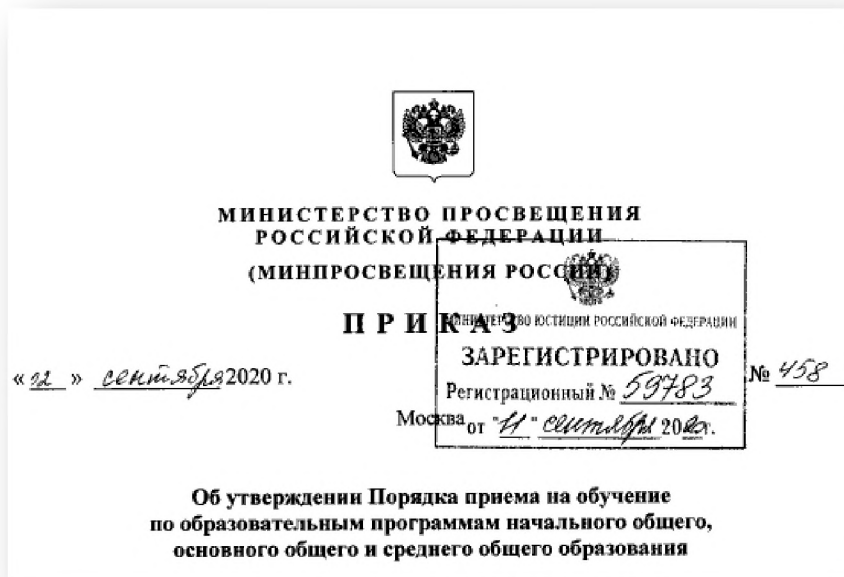 МИНИСТЕРСТВО ПРОСВЕЩЕНИЯ
РОССИЙСКОЙ ФЕДЕРАЦИИ
(МИНПРОСВЕЩЕНИЯ РОССИИ)
ПРИКАЗ
МИНИСТЕРСТВО ЮСТИЦИИ РОССИЙСКОЙ ФЕДЕРАЦИИ
ЗАРЕГИСТРИРОВАНО
Регистрационный № 59783
от "11" сентября 2020г.
«02» сентября 2020 г.
№ 458
Москва
Об утверждении Порядка приема на обучение
по образовательным программам начального общего,
основного общего и среднего общего образования